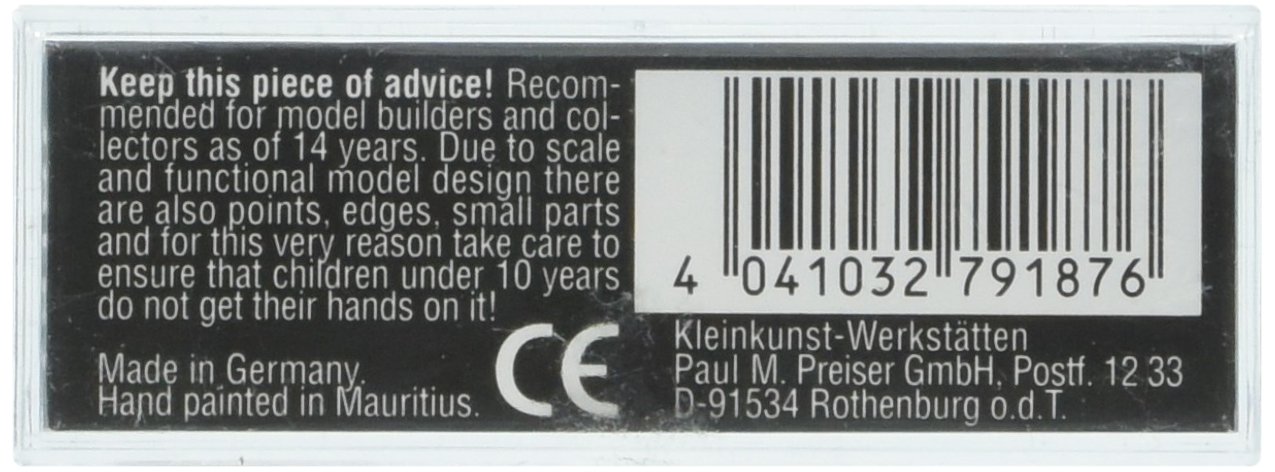 Keep this piece of advice! Recom-
mended for model builders and col-
lectors as of 14 years. Due to scale
and functional model design there
are also points, edges, small parts
and for this very reason take care to
ensure that children under 10 years
do not get their hands on it!
Made in Germany.
Hand painted in Mauritius.
CE
4 041032 791876
Kleinkunst-Werkstätten
Paul M. Preiser GmbH, Postf. 12 33
D-91534 Rothenburg o.d.T.